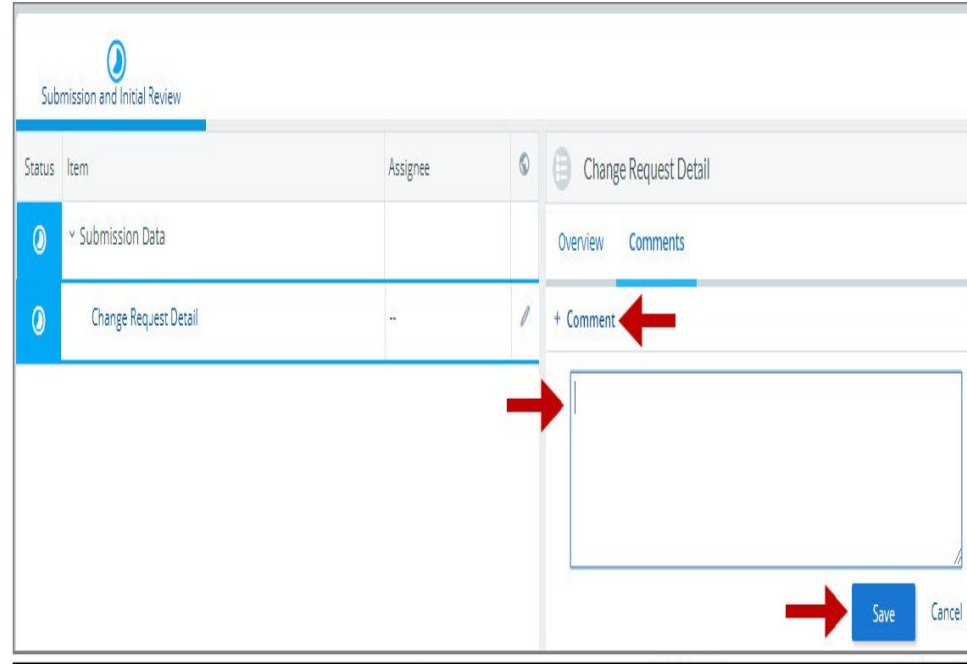 Submission and Initial Review
Status Item Assignee
Change Request Detail
Submission Data
Overview Comments
Change Request Detail --
+ Comment
Save Cancel